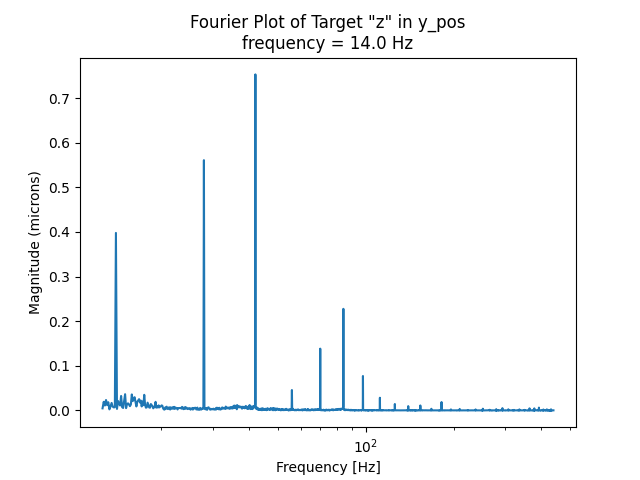 Fourier Plot of Target "z" in y_pos
frequency = 14.0 Hz
0.7
0.6
0.5
0.4
0.3
0.2
0.1
0.0
Magnitude (microns)
10²
Frequency [Hz]